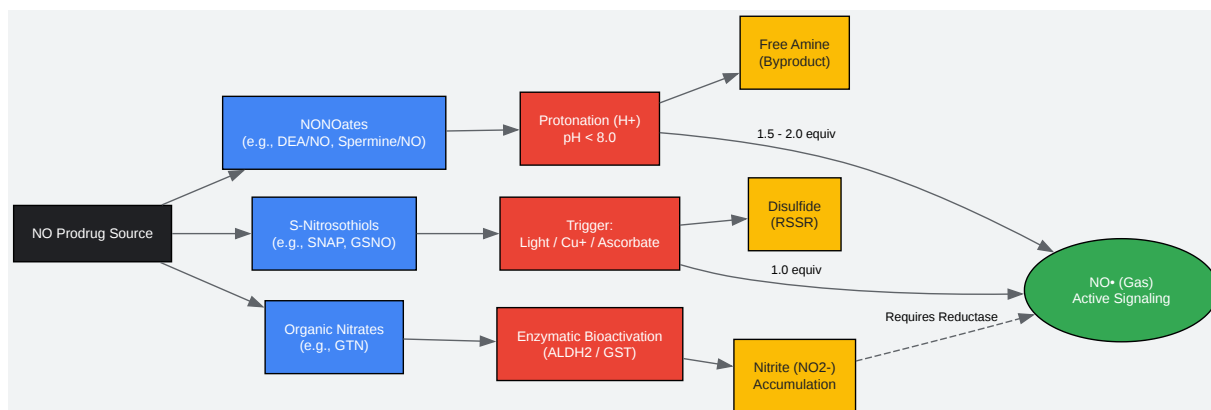 NO Prodrug Source
NONOates
(e.g., DEA/NO, Spermine/NO)
Protonation (H+)
pH < 8.0
Free Amine
(Byproduct)
1.5 - 2.0 equiv
S-Nitrosothiols
(e.g., SNAP, GSNO)
Trigger:
Light / Cu+ / Ascorbate
Disulfide
(RSSR)
1.0 equiv
Organic Nitrates
(e.g., GTN)
Enzymatic Bioactivation
(ALDH2 / GST)
Nitrite (NO2-)
Accumulation
Requires Reductase
NO• (Gas)
Active Signaling